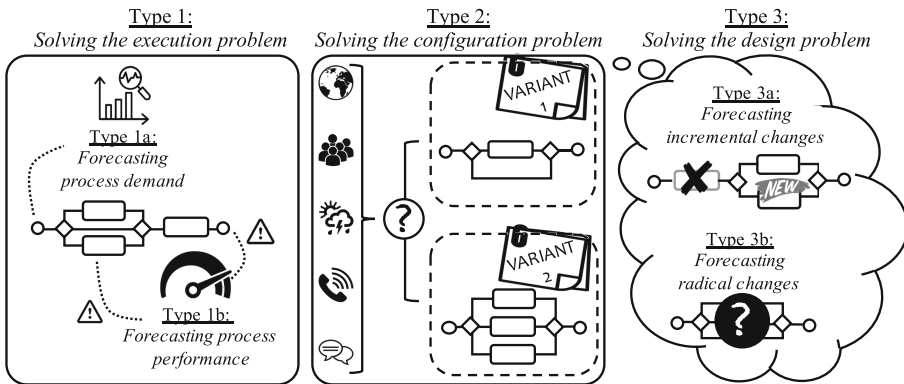 Type 1:
Solving the execution problem
Type 1a:
Forecasting
process demand
Type 1b:
Forecasting process
performance
Type 2:
Solving the configuration problem
VARIANT
1
?
VARIANT
2
Type 3:
Solving the design problem
Type 3a:
Forecasting
incremental changes
NEW
Type 3b:
Forecasting
radical changes
?